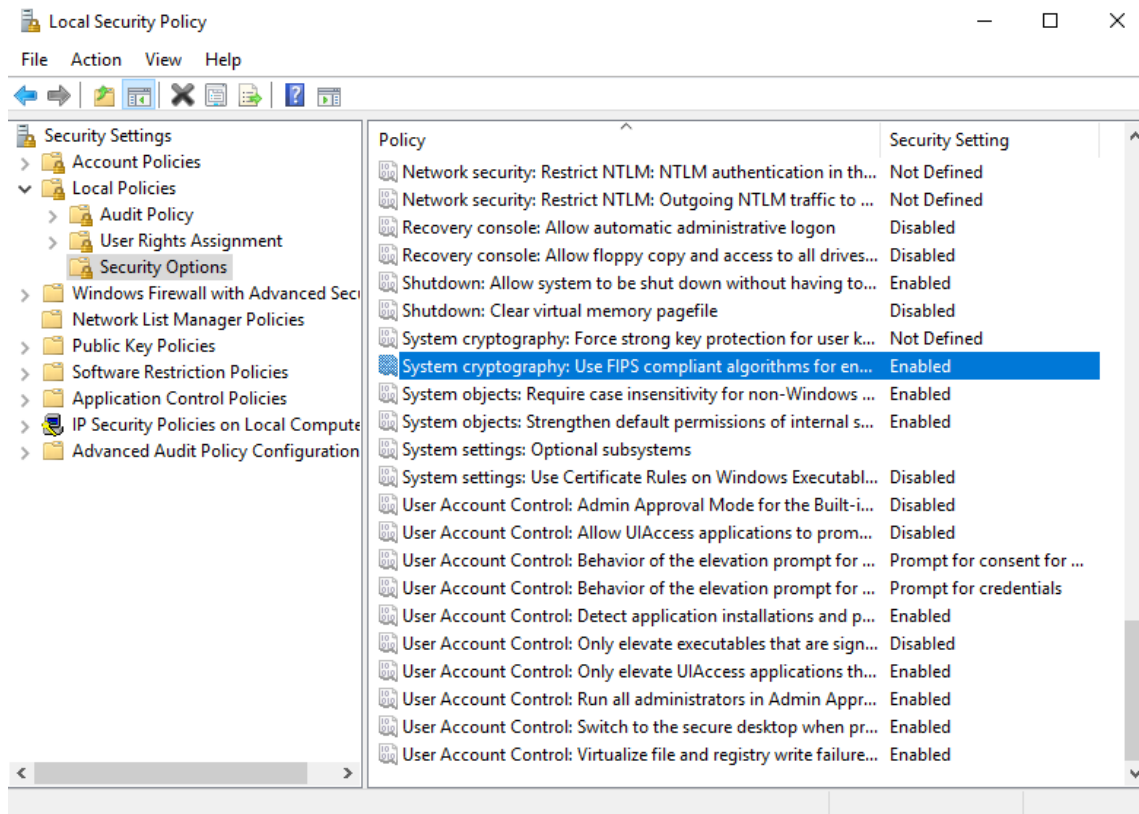 Local Security Policy
File Action View Help
Security Settings
Account Policies
Local Policies
Audit Policy
User Rights Assignment
Security Options
Windows Firewall with Advanced Secu
Network List Manager Policies
Public Key Policies
Software Restriction Policies
Application Control Policies
IP Security Policies on Local Compute
Advanced Audit Policy Configuration
Policy Security Setting
Network security: Restrict NTLM: NTLM authentication in th... Not Defined
Network security: Restrict NTLM: Outgoing NTLM traffic to ... Not Defined
Recovery console: Allow automatic administrative logon Disabled
Recovery console: Allow floppy copy and access to all drives... Disabled
Shutdown: Allow system to be shut down without having to... Enabled
Shutdown: Clear virtual memory pagefile Disabled
System cryptography: Force strong key protection for user k... Not Defined
System cryptography: Use FIPS compliant algorithms for en... Enabled
System objects: Require case insensitivity for non-Windows ... Enabled
System objects: Strengthen default permissions of internal s... Enabled
System settings: Optional subsystems
System settings: Use Certificate Rules on Windows Executabl... Disabled
User Account Control: Admin Approval Mode for the Built-i... Disabled
User Account Control: Allow UIAccess applications to prom... Disabled
User Account Control: Behavior of the elevation prompt for ... Prompt for consent for ...
User Account Control: Behavior of the elevation prompt for ... Prompt for credentials
User Account Control: Detect application installations and p... Enabled
User Account Control: Only elevate executables that are sign... Disabled
User Account Control: Only elevate UIAccess applications th... Enabled
User Account Control: Run all administrators in Admin Appr... Enabled
User Account Control: Switch to the secure desktop when pr... Enabled
User Account Control: Virtualize file and registry write failure... Enabled